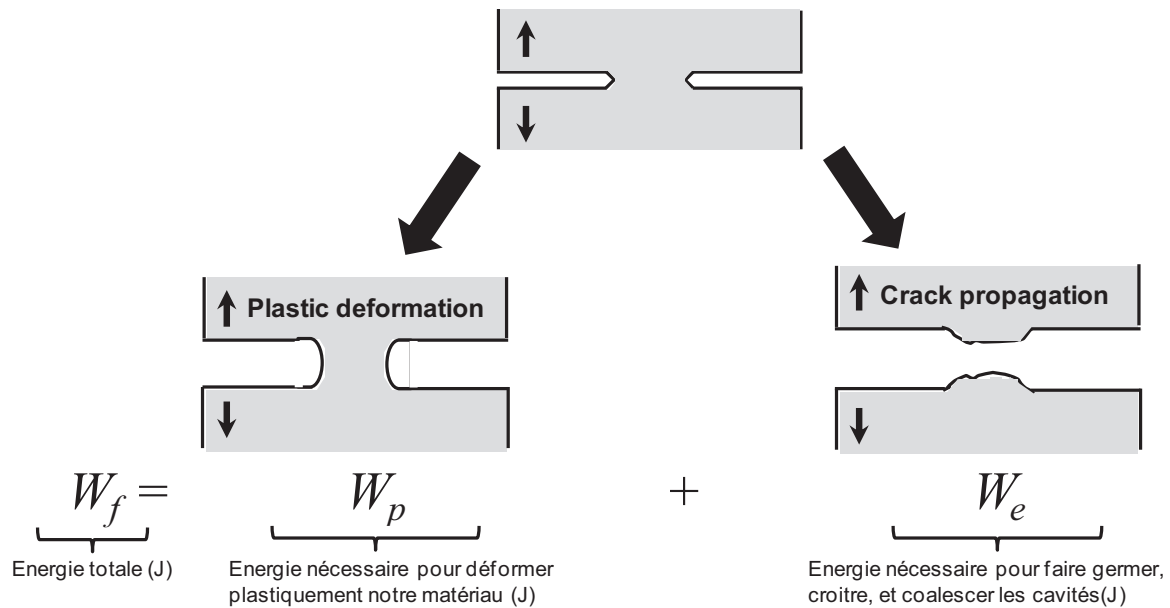 Plastic deformation
Crack propagation
W_f = W_p + W_e
Energie totale (J)
Energie nécessaire pour déformer
plastiquement notre matériau (J)
Energie nécessaire pour faire germer,
croitre, et coalescer les cavités(J)